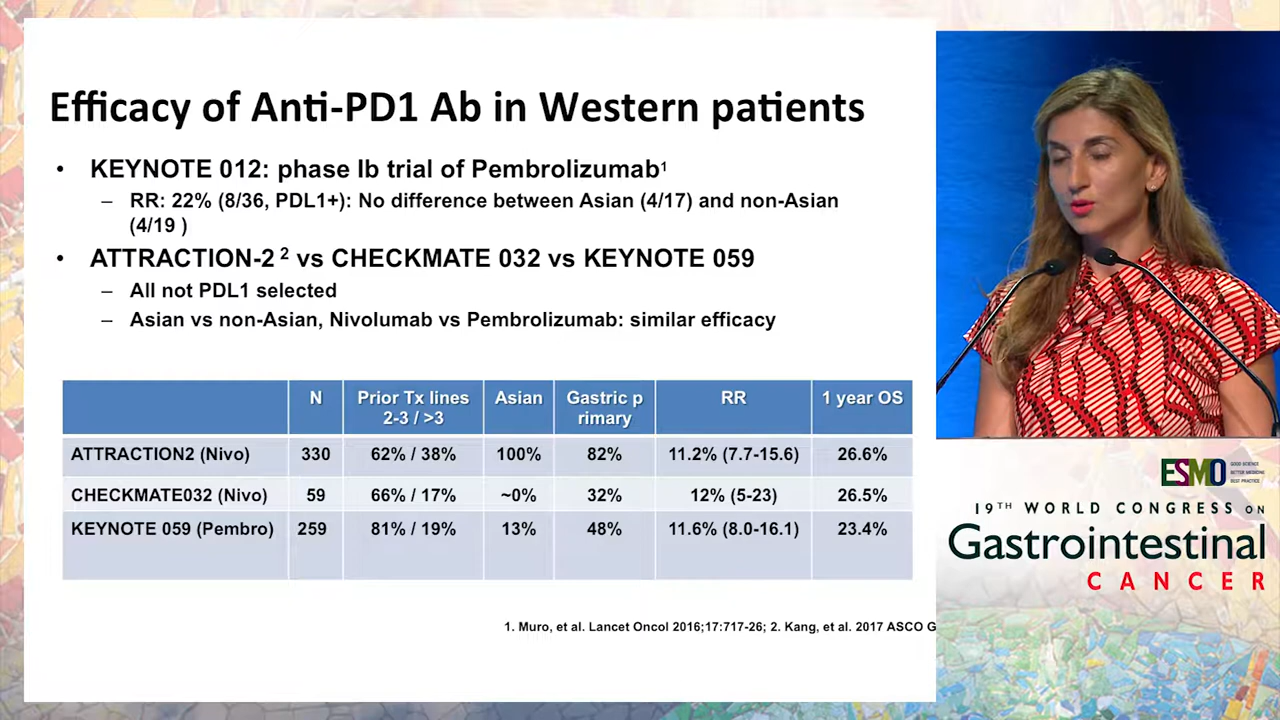 Efficacy of Anti-PD1 Ab in Western patients
• KEYNOTE 012: phase Ib trial of Pembrolizumab1
– RR: 22% (8/36, PDL1+): No difference between Asian (4/17) and non-Asian
(4/19 )
• ATTRACTION-2 2 vs CHECKMATE 032 vs KEYNOTE 059
– All not PDL1 selected
– Asian vs non-Asian, Nivolumab vs Pembrolizumab: similar efficacy
N Prior Tx lines Asian Gastric p RR 1 year OS
2-3 / >3 rimary
ATTRACTION2 (Nivo) 330 62% / 38% 100% 82% 11.2% (7.7-15.6) 26.6%
CHECKMATE032 (Nivo) 59 66% / 17% ~0% 32% 12% (5-23) 26.5%
KEYNOTE 059 (Pembro) 259 81% / 19% 13% 48% 11.6% (8.0-16.1) 23.4%
1. Muro, et al. Lancet Oncol 2016;17:717-26; 2. Kang, et al. 2017 ASCO G
ESMO
GOOD SCIENCE
BETTER MEDICINE
BEST PRACTICE
19TH WORLD CONGRESS ON
Gastrointestinal
CANCER